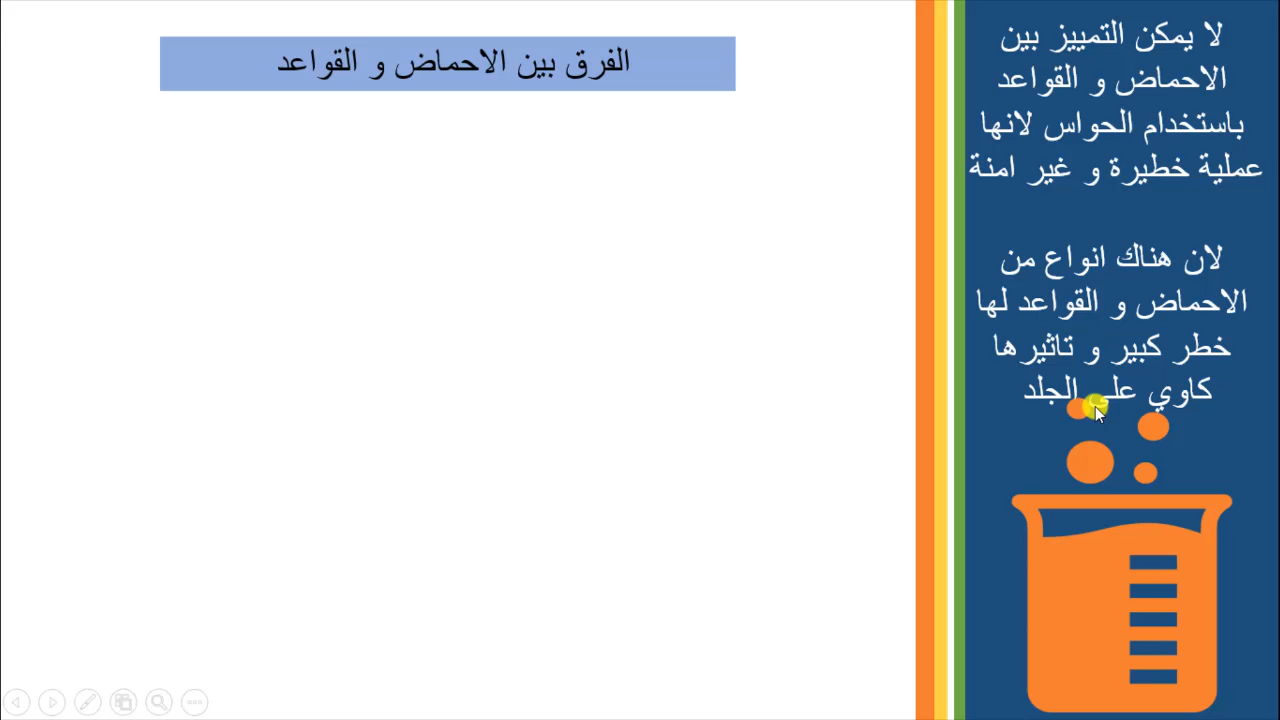 الفرق بين الاحماض و القواعد
لا يمكن التمييز بين
الاحماض و القواعد
باستخدام الحواس لانها
عملية خطيرة و غير امنة
لان هناك انواع من
الاحماض و القواعد لها
خطر كبير و تاثيرها
كاوي على الجلد